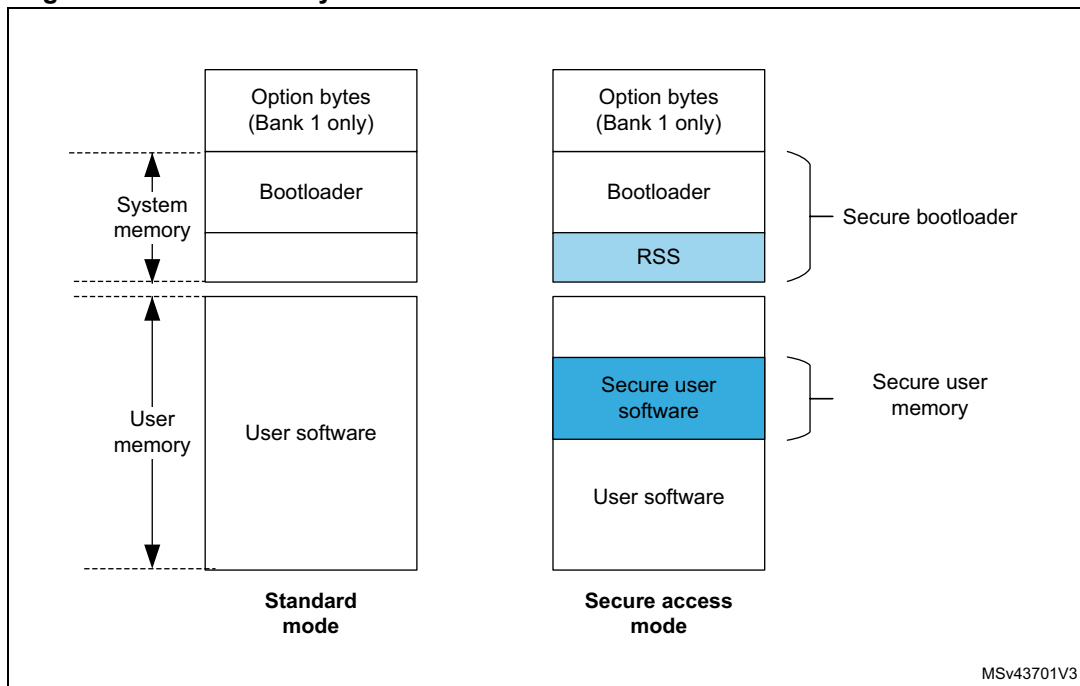 Option bytes
(Bank 1 only)
Option bytes
(Bank 1 only)
System
memory
Bootloader
Bootloader
Secure bootloader
RSS
User
memory
User software
Secure user
software
Secure user
memory
User software
Standard
mode
Secure access
mode
MSv43701V3